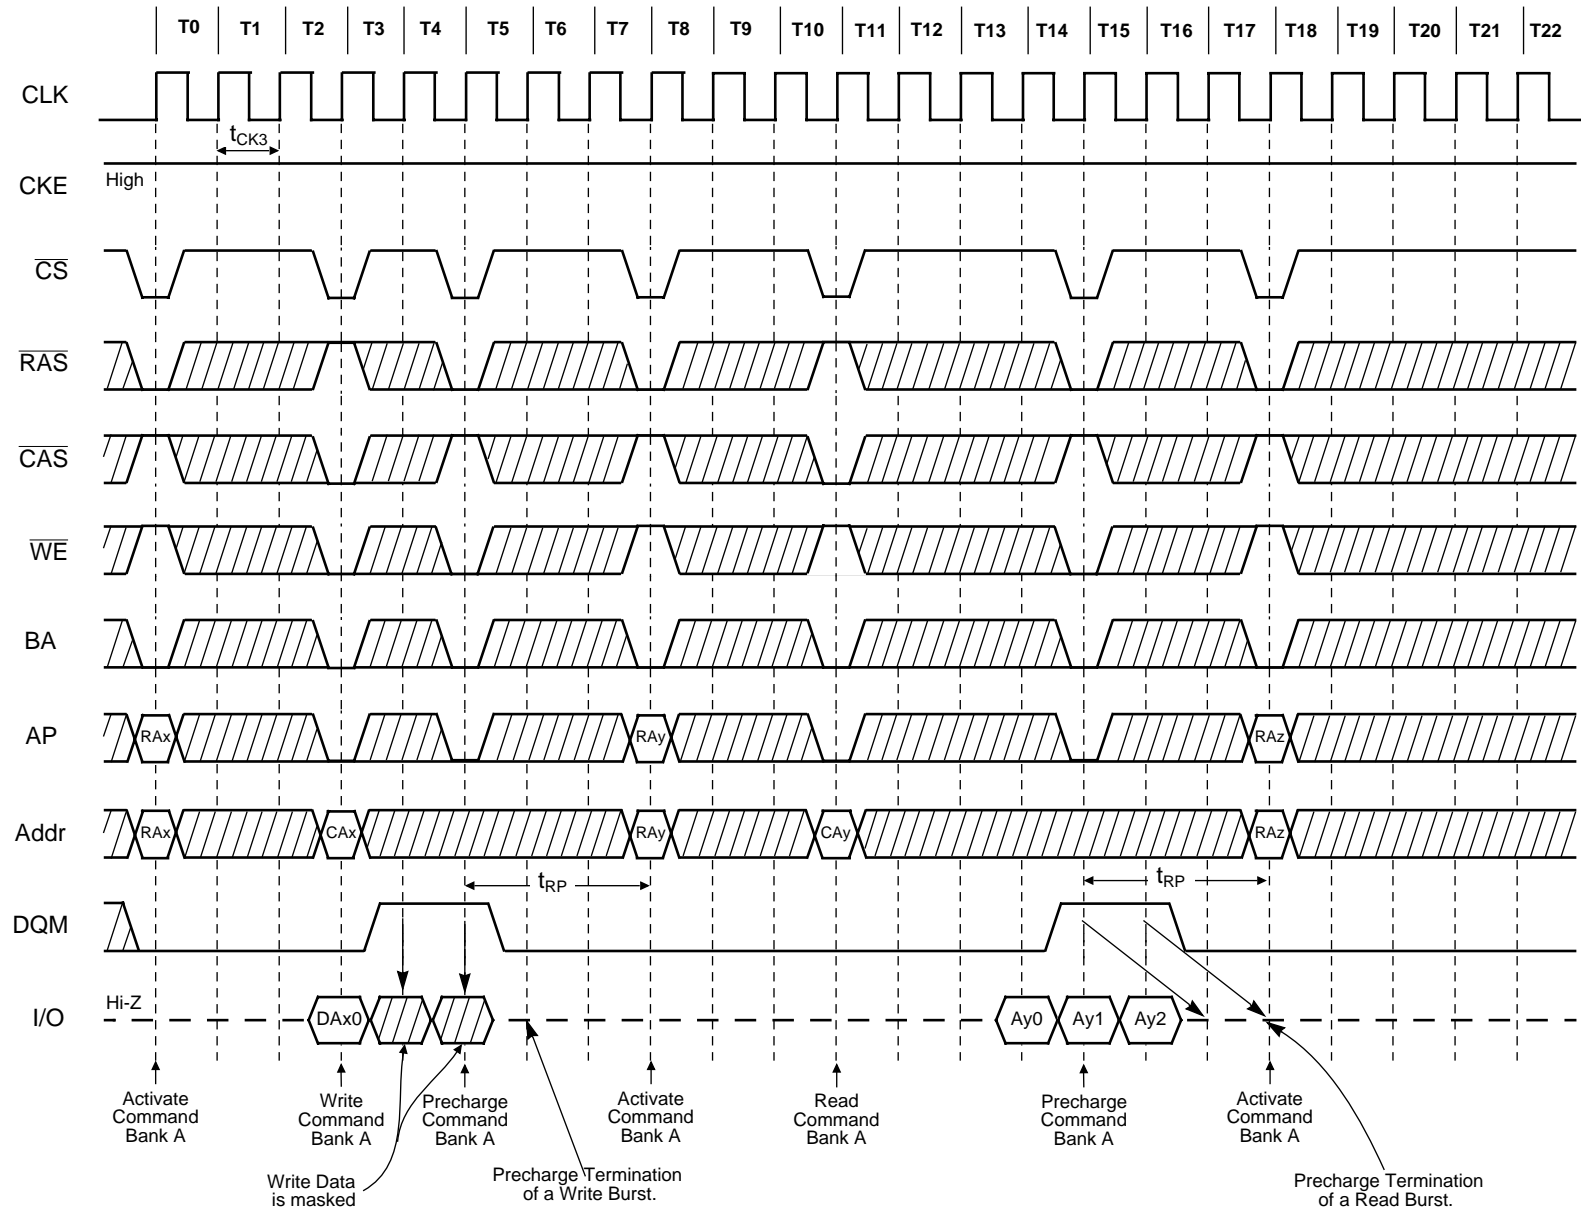 T0 T1 T2 T3 T4 T5 T6 T7 T8 T9 T10 T11 T12 T13 T14 T15 T16 T17 T18 T19 T20 T21 T22
CLK
tCK3
CKE
High
CS
RAS
CAS
WE
BA
AP
RAx RAy RAz
Addr
RAx CAx RAy CAy RAz
tRP tRP
DQM
I/O
Hi-Z
DAx0 Ay0 Ay1 Ay2
Activate
Command
Bank A
Write
Command
Bank A
Precharge
Command
Bank A
Activate
Command
Bank A
Read
Command
Bank A
Precharge
Command
Bank A
Activate
Command
Bank A
Write Data
is masked
Precharge Termination
of a Write Burst.
Precharge Termination
of a Read Burst.